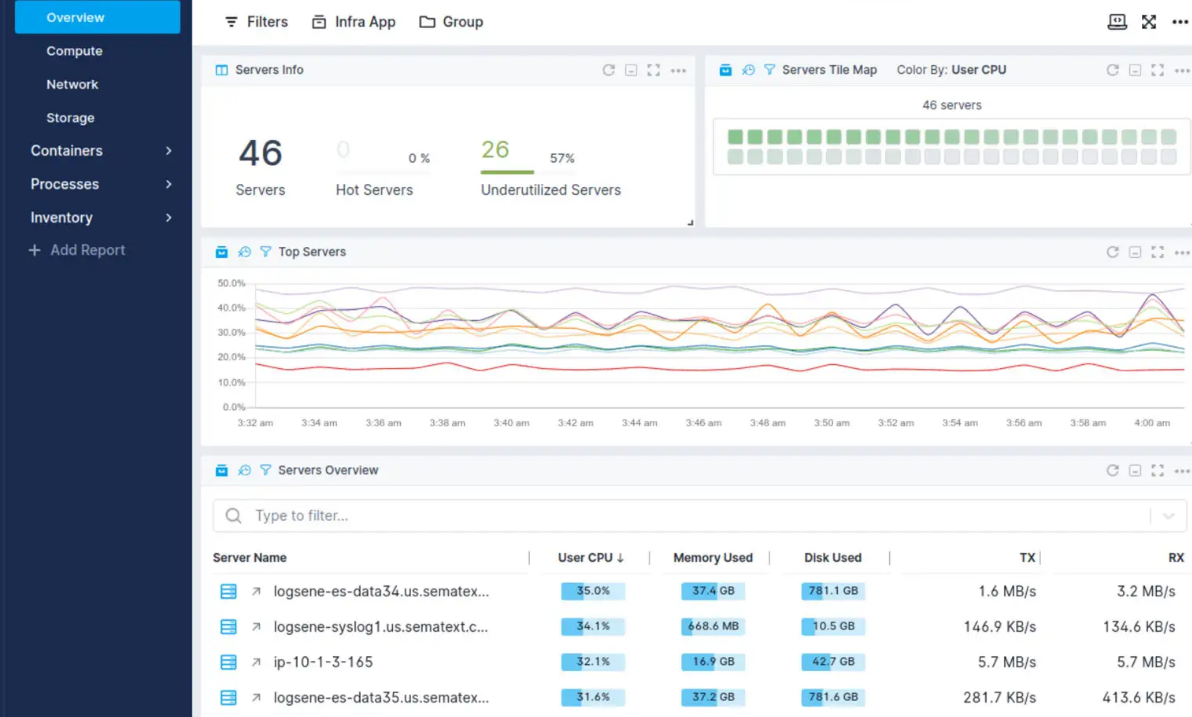 Overview
Compute
Network
Storage
Containers
Processes
Inventory
+ Add Report
Filters Infra App Group
Servers Info
46
Servers
0 0 %
Hot Servers
26 57%
Underutilized Servers
Servers Tile Map Color By: User CPU
46 servers
Top Servers
50.0%
40.0%
30.0%
20.0%
10.0%
0.0%
3:32 am 3:34 am 3:36 am 3:38 am 3:40 am 3:42 am 3:44 am 3:46 am 3:48 am 3:50 am 3:52 am 3:54 am 3:56 am 3:58 am 4:00 am
Servers Overview
Type to filter...
Server Name User CPU ↓ Memory Used Disk Used TX RX
logsene-es-data34.us.sematex... 35.0% 37.4 GB 781.1 GB 1.6 MB/s 3.2 MB/s
logsene-syslog1.us.sematext.c... 34.1% 668.6 MB 10.5 GB 146.9 KB/s 134.6 KB/s
ip-10-1-3-165 32.1% 16.9 GB 42.7 GB 5.7 MB/s 5.7 MB/s
logsene-es-data35.us.sematex... 31.6% 37.2 GB 781.6 GB 281.7 KB/s 413.6 KB/s